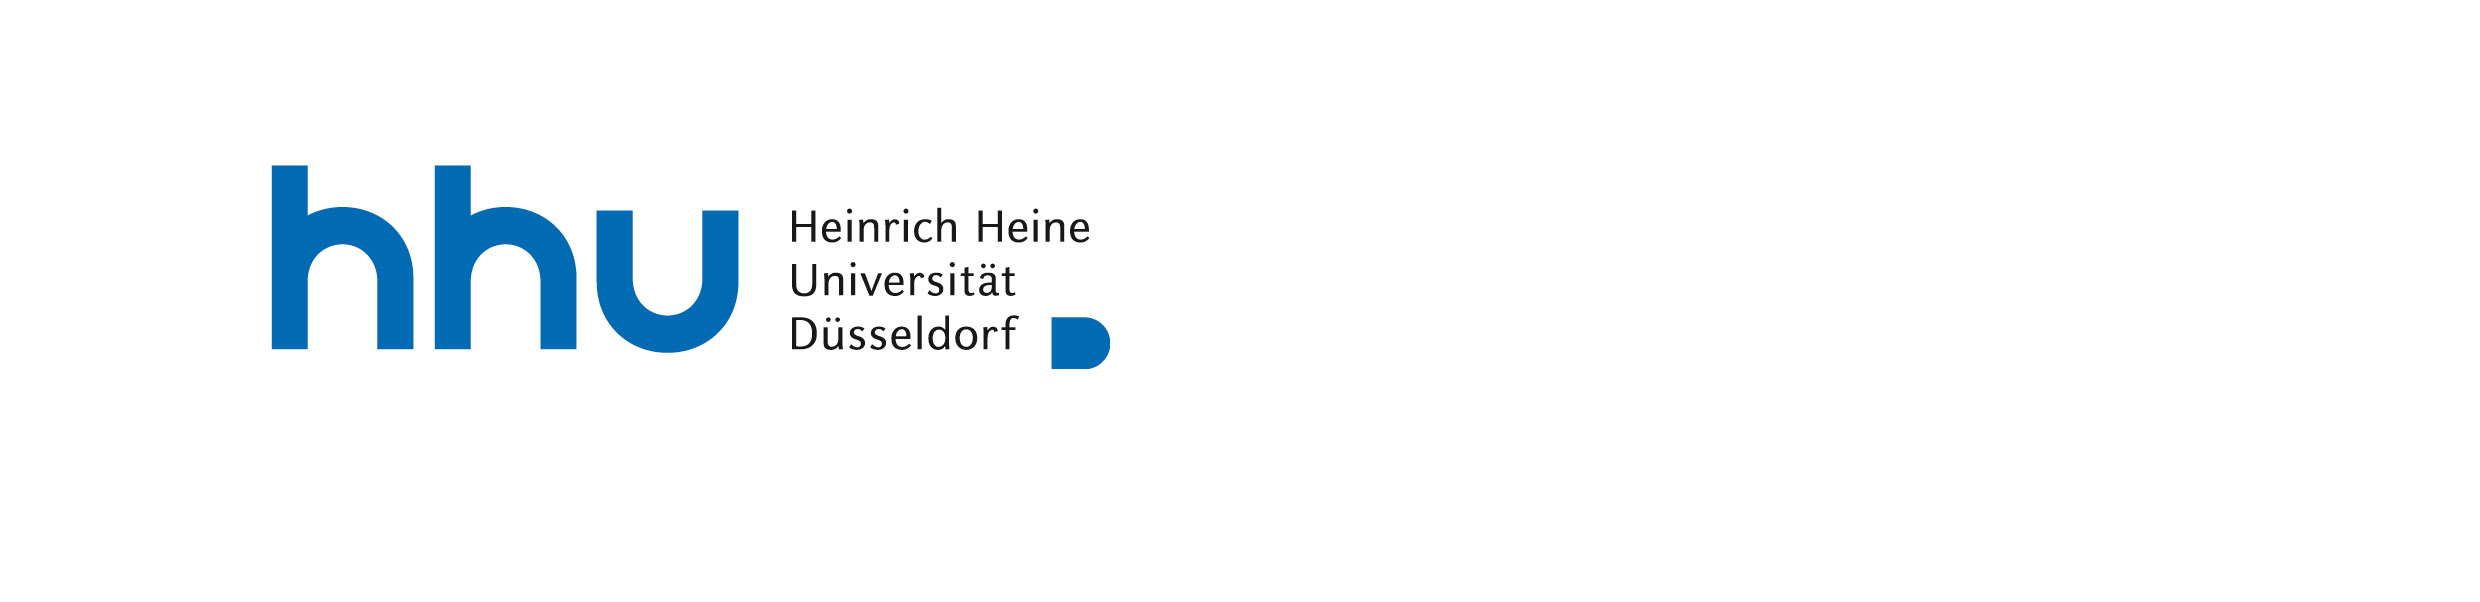 hhu
Heinrich Heine
Universität
Düsseldorf